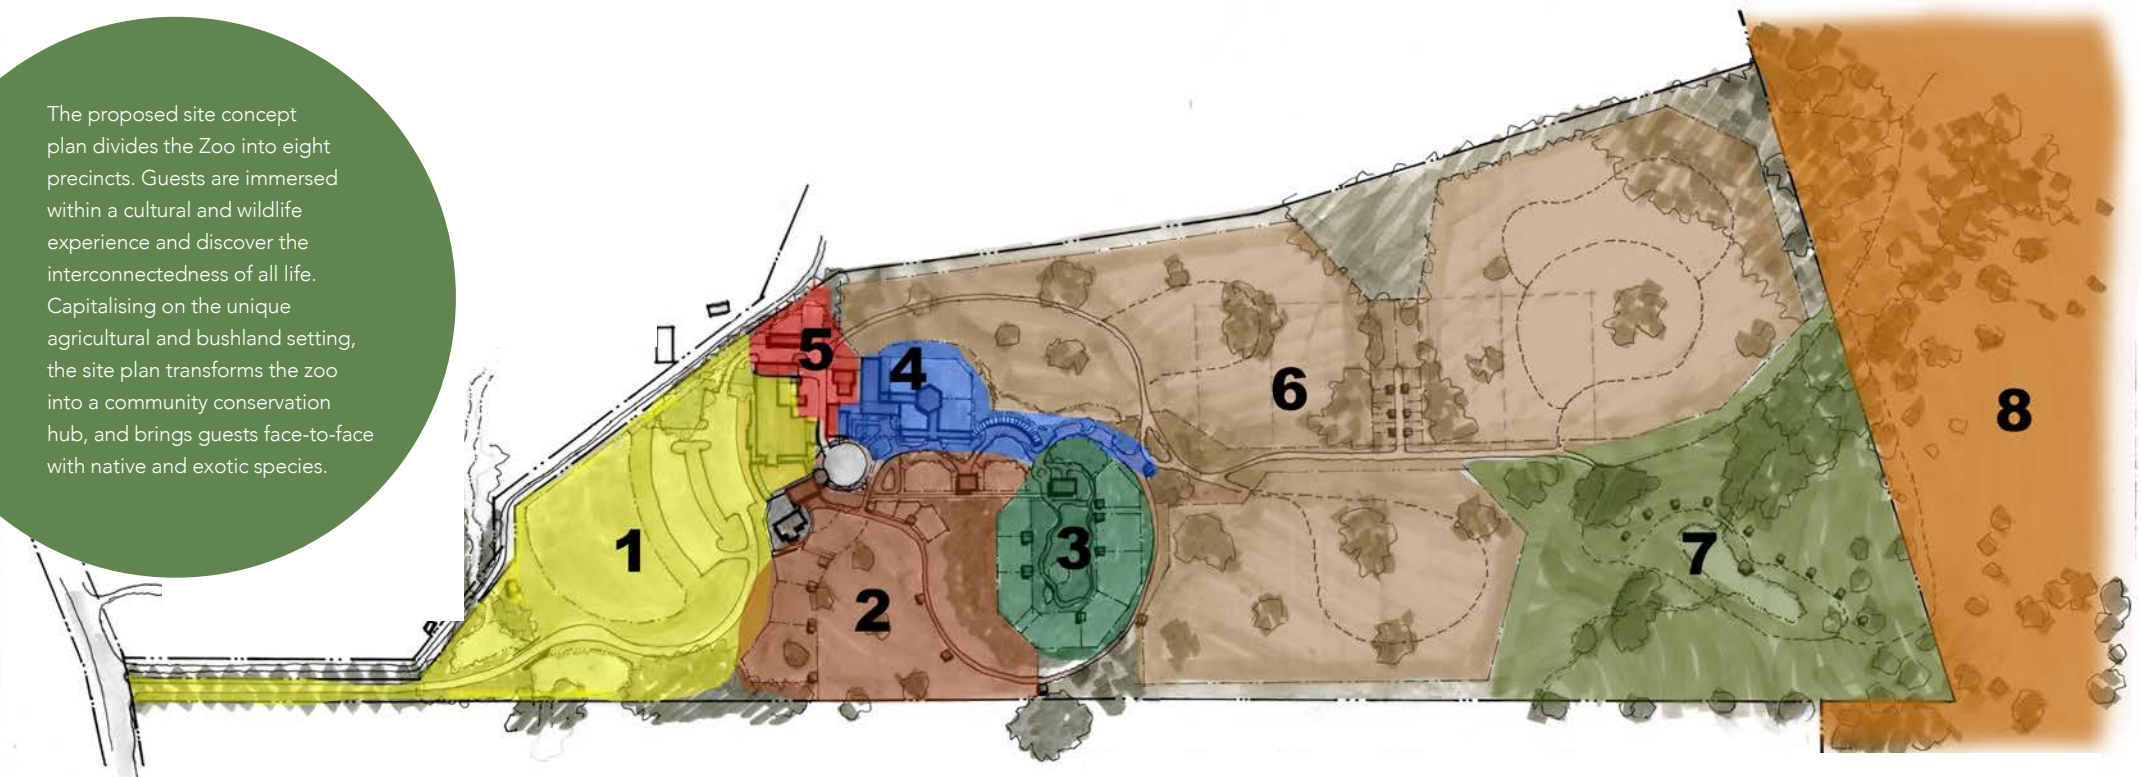 The proposed site concept
plan divides the Zoo into eight
precincts. Guests are immersed
within a cultural and wildlife
experience and discover the
interconnectedness of all life.
Capitalising on the unique
agricultural and bushland setting,
the site plan transforms the zoo
into a community conservation
hub, and brings guests face-to-face
with native and exotic species.
5
4
6
8
1
3
7
2